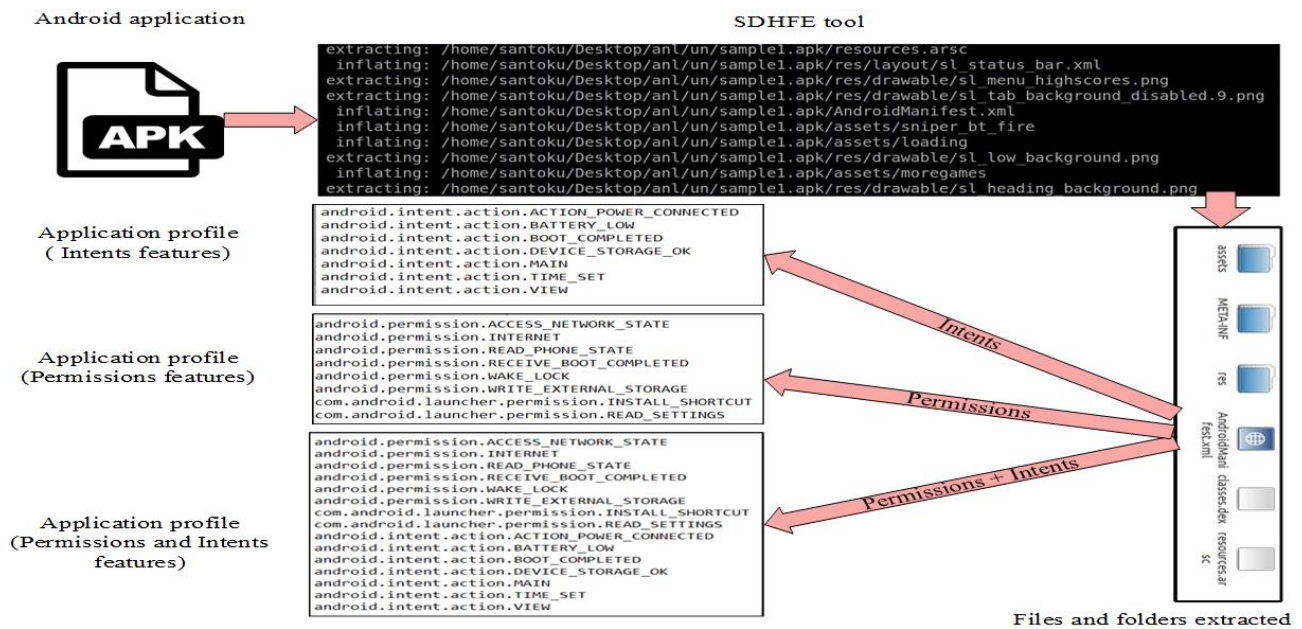 Android application
SDHFE tool
APK
extracting: /home/santoku/Desktop/anl/un/sample1.apk/resources.arsc
inflating: /home/santoku/Desktop/anl/un/sample1.apk/res/layout/sl_status_bar.xml
extracting: /home/santoku/Desktop/anl/un/sample1.apk/res/drawable/sl_menu_highscores.png
extracting: /home/santoku/Desktop/anl/un/sample1.apk/res/drawable/sl_tab_background_disabled.9.png
inflating: /home/santoku/Desktop/anl/un/sample1.apk/AndroidManifest.xml
inflating: /home/santoku/Desktop/anl/un/sample1.apk/assets/sniper_bt_fire
inflating: /home/santoku/Desktop/anl/un/sample1.apk/assets/loading
extracting: /home/santoku/Desktop/anl/un/sample1.apk/res/drawable/sl_low_background.png
inflating: /home/santoku/Desktop/anl/un/sample1.apk/assets/moregames
extracting: /home/santoku/Desktop/anl/un/sample1.apk/res/drawable/sl_heading_background.png
Application profile
( Intents features)
android.intent.action.ACTION_POWER_CONNECTED
android.intent.action.BATTERY_LOW
android.intent.action.BOOT_COMPLETED
android.intent.action.DEVICE_STORAGE_OK
android.intent.action.MAIN
android.intent.action.TIME_SET
android.intent.action.VIEW
Intents
Application profile
(Permissions features)
android.permission.ACCESS_NETWORK_STATE
android.permission.INTERNET
android.permission.READ_PHONE_STATE
android.permission.RECEIVE_BOOT_COMPLETED
android.permission.WAKE_LOCK
android.permission.WRITE_EXTERNAL_STORAGE
com.android.launcher.permission.INSTALL_SHORTCUT
com.android.launcher.permission.READ_SETTINGS
Permissions
Application profile
(Permissions and Intents
features)
android.permission.ACCESS_NETWORK_STATE
android.permission.INTERNET
android.permission.READ_PHONE_STATE
android.permission.RECEIVE_BOOT_COMPLETED
android.permission.WAKE_LOCK
android.permission.WRITE_EXTERNAL_STORAGE
com.android.launcher.permission.INSTALL_SHORTCUT
com.android.launcher.permission.READ_SETTINGS
android.intent.action.ACTION_POWER_CONNECTED
android.intent.action.BATTERY_LOW
android.intent.action.BOOT_COMPLETED
android.intent.action.DEVICE_STORAGE_OK
android.intent.action.MAIN
android.intent.action.TIME_SET
android.intent.action.VIEW
Permissions + Intents
assets
META-INF
res
AndroidMani
fest.xml
classes.dex
resources.ar
sc
Files and folders extracted